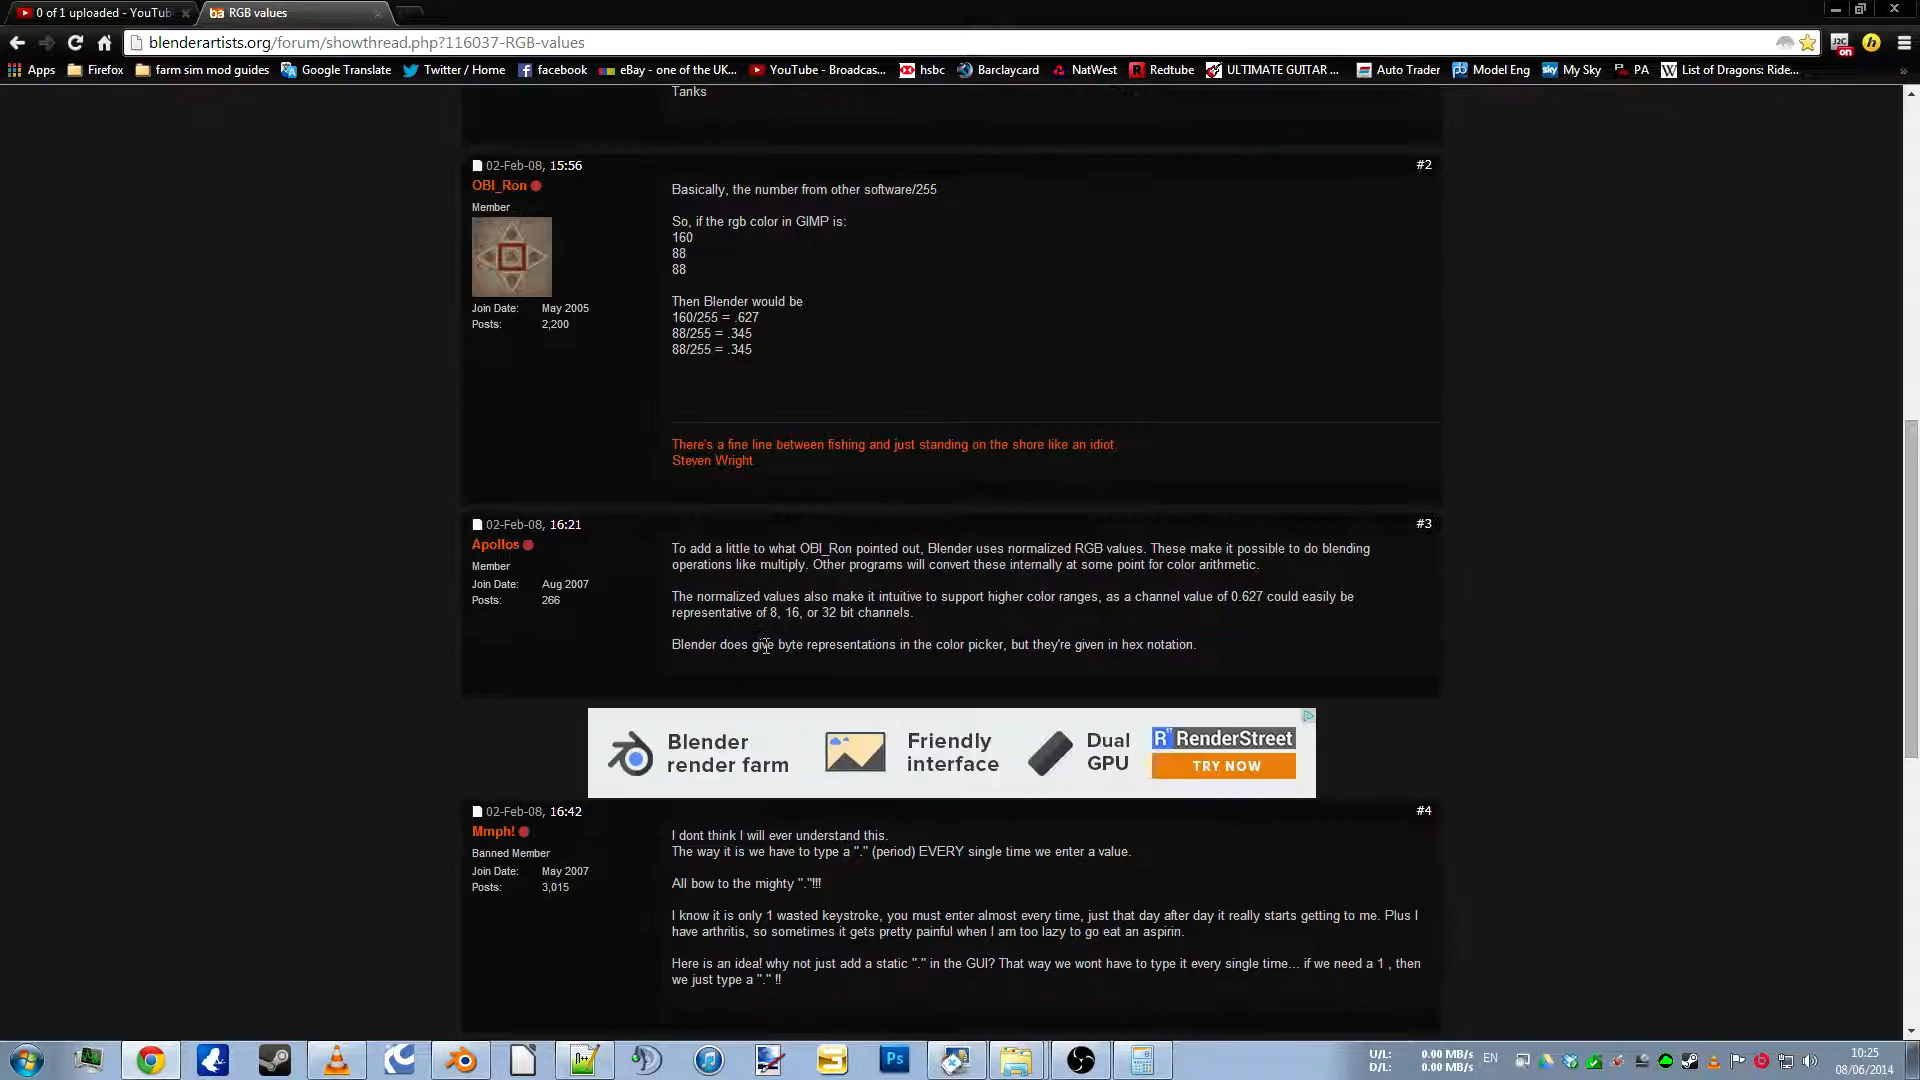 0 of 1 uploaded - YouTub
RGB values
blenderartists.org/forum/showthread.php?116037-RGB-values
J2C
on
Apps Firefox farm sim mod guides Google Translate Twitter / Home facebook eBay - one of the UK... YouTube - Broadcas... hsbc Barclaycard NatWest Redtube ULTIMATE GUITAR ... Auto Trader Model Eng My Sky PA List of Dragons: Ride... »
Tanks
02-Feb-08, 15:56 #2
OBI_Ron
Member
Join Date: May 2005
Posts: 2,200
Basically, the number from other software/255
So, if the rgb color in GIMP is:
160
88
88
Then Blender would be
160/255 = .627
88/255 = .345
88/255 = .345
There's a fine line between fishing and just standing on the shore like an idiot.
Steven Wright
02-Feb-08, 16:21 #3
Apollos
Member
Join Date: Aug 2007
Posts: 266
To add a little to what OBI_Ron pointed out, Blender uses normalized RGB values. These make it possible to do blending
operations like multiply. Other programs will convert these internally at some point for color arithmetic.
The normalized values also make it intuitive to support higher color ranges, as a channel value of 0.627 could easily be
representative of 8, 16, or 32 bit channels.
Blender does give byte representations in the color picker, but they're given in hex notation.
Blender
render farm
Friendly
interface
Dual
GPU
RenderStreet
TRY NOW
02-Feb-08, 16:42 #4
Mmph!
Banned Member
Join Date: May 2007
Posts: 3,015
I dont think I will ever understand this.
The way it is we have to type a "." (period) EVERY single time we enter a value.
All bow to the mighty "."!!!
I know it is only 1 wasted keystroke, you must enter almost every time, just that day after day it really starts getting to me. Plus I
have arthritis, so sometimes it gets pretty painful when I am too lazy to go eat an aspirin.
Here is an idea! why not just add a static "." in the GUI? That way we wont have to type it every single time... if we need a 1 , then
we just type a "." !!
Ps
U/L: 0.00 MB/s
D/L: 0.00 MB/s
EN
10:25
08/06/2014